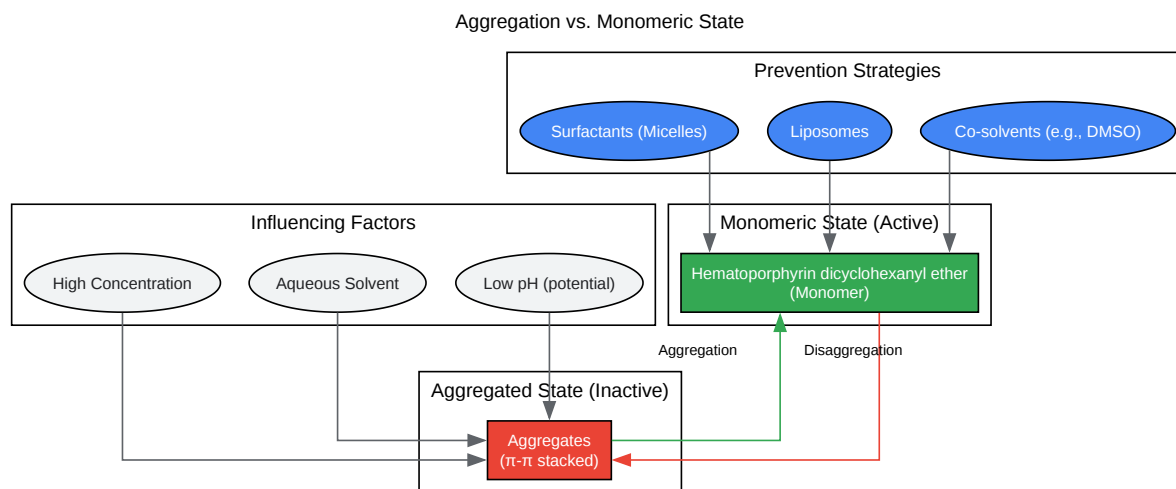 Aggregation vs. Monomeric State
Prevention Strategies
Surfactants (Micelles)
Liposomes
Co-solvents (e.g., DMSO)
Influencing Factors
High Concentration
Aqueous Solvent
Low pH (potential)
Monomeric State (Active)
Hematoporphyrin dicyclohexanyl ether
(Monomer)
Aggregation
Disaggregation
Aggregated State (Inactive)
Aggregates
(π-π stacked)